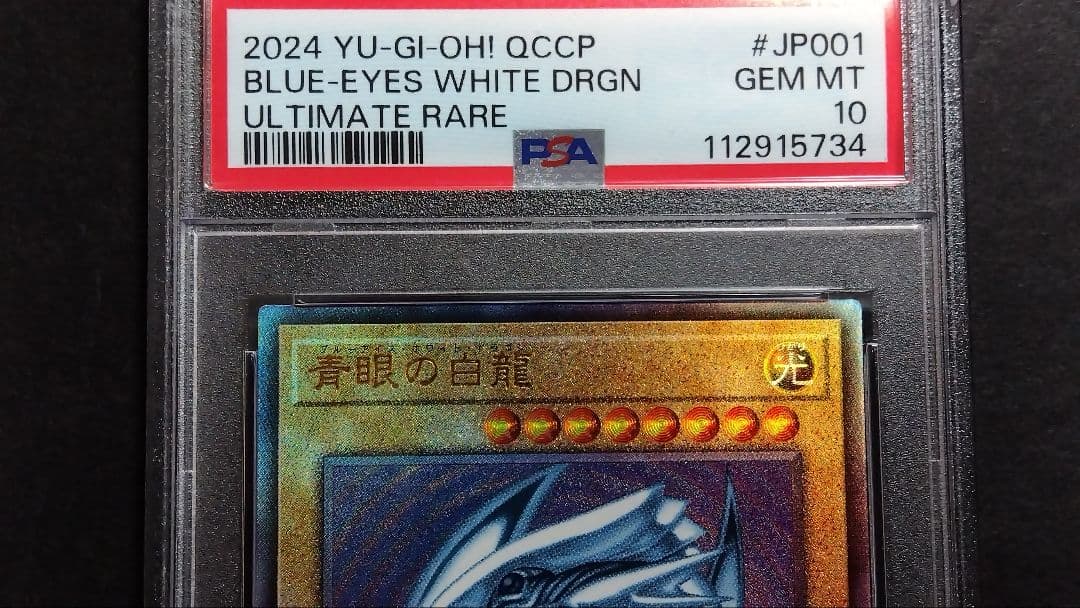 2024 YU-GI-OH! QCCP #JP001
BLUE-EYES WHITE DRGN GEM MT
ULTIMATE RARE 10
PSA 112915734
青眼の白龍 光